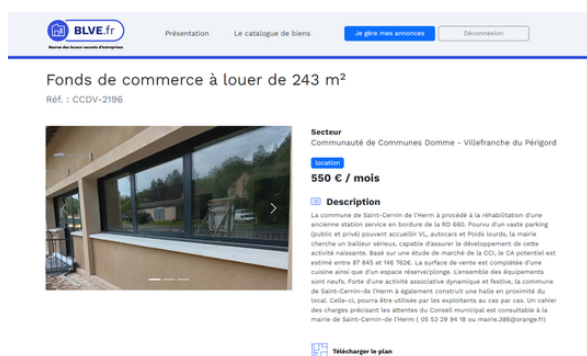 BLVE.fr
Bourse des locaux vacants d'entreprises
Présentation
Le catalogue de biens
Je gère mes annonces
Déconnexion
Fonds de commerce à louer de 243 m²
Réf. : CCDV-2196
Secteur
Communauté de Communes Domme - Villefranche du Périgord
location
550 € / mois
Description
La commune de Saint-Cernin de l'Herm à procédé à la réhabilitation d'une
ancienne station service en bordure de la RD 660. Pourvu d'un vaste parking
(public et privé) pouvant accueillir VL, autocars et Poids lourds, la mairie
cherche un bailleur sérieux, capable d'assurer le développement de cette
activité naissante. Basé sur une étude de marché de la CCI, le CA potentiel est
estimé entre 87 845 et 146 762€. La surface de vente est complétée d'une
cuisine ainsi que d'un espace réserve/plonge. L'ensemble des équipements
sont neufs. Forte d'une activité associative dynamique et festive, la commune
de Saint-Cernin-de l'Herm à également construit une halle en proximité du
local. Celle-ci, pourra être utilisée par les exploitants au cas par cas. Un cahier
des charges précisant les attentes du Conseil municipal est consultable à la
mairie de Saint-Cernin-de l'Herm ( 05 53 29 94 18 ou mairie.386@orange.fr)
Télécharger le plan